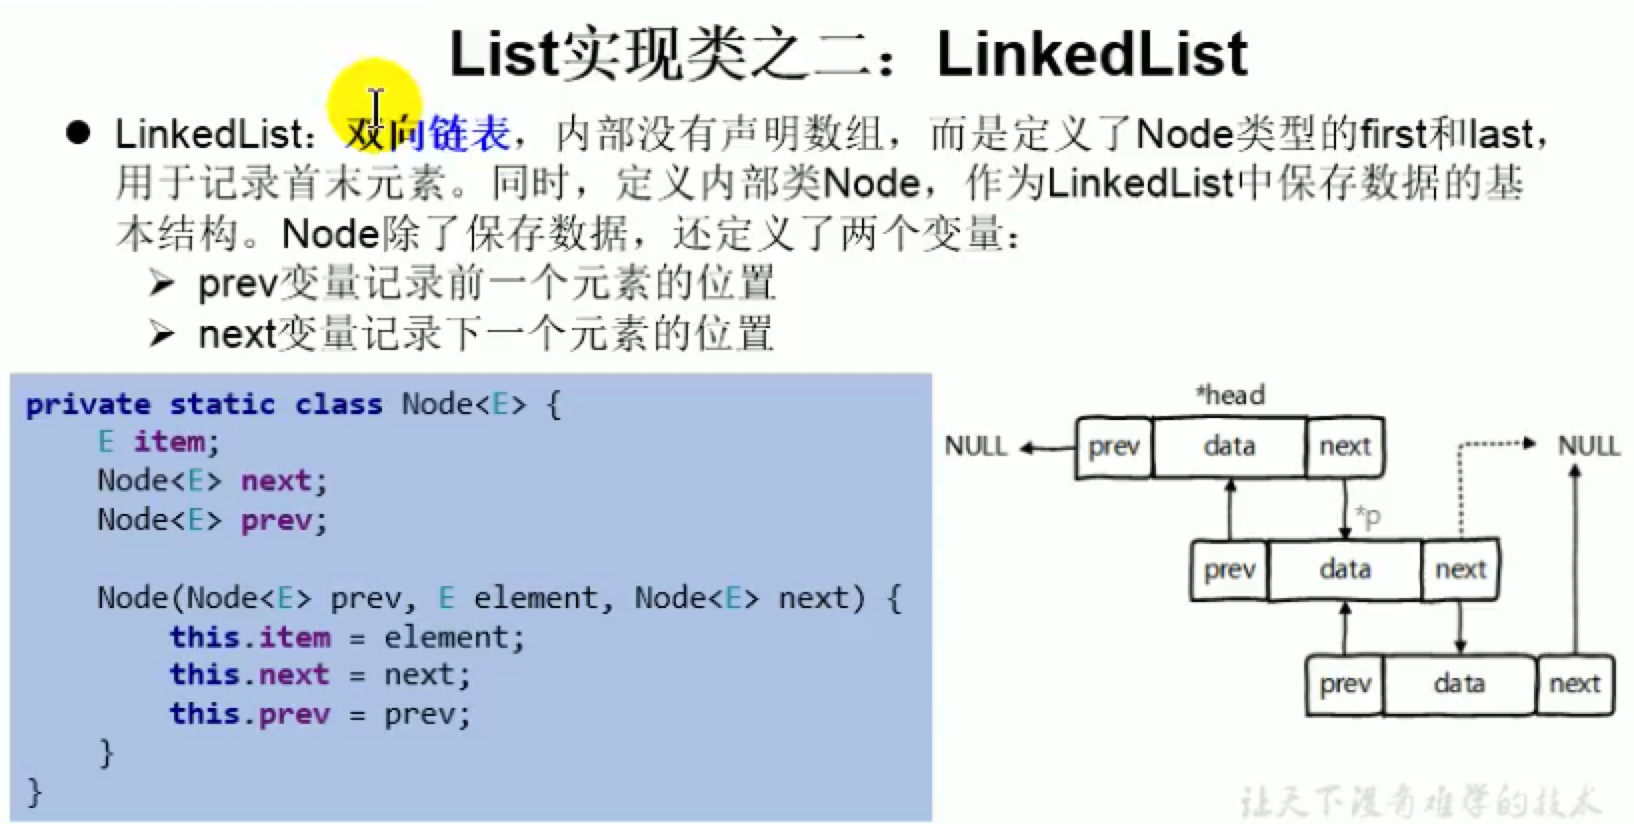 List实现类之二：LinkedList
● LinkedList：双向链表，内部没有声明数组，而是定义了Node类型的first和last，
用于记录首末元素。同时，定义内部类Node，作为LinkedList中保存数据的基
本结构。Node除了保存数据，还定义了两个变量：
➢ prev变量记录前一个元素的位置
➢ next变量记录下一个元素的位置
private static class Node<E> {
    E item;
    Node<E> next;
    Node<E> prev;
    Node(Node<E> prev, E element, Node<E> next) {
        this.item = element;
        this.next = next;
        this.prev = prev;
    }
}
*head
NULL prev data next NULL
*p
prev data next
prev data next
让天下没有难学的技术